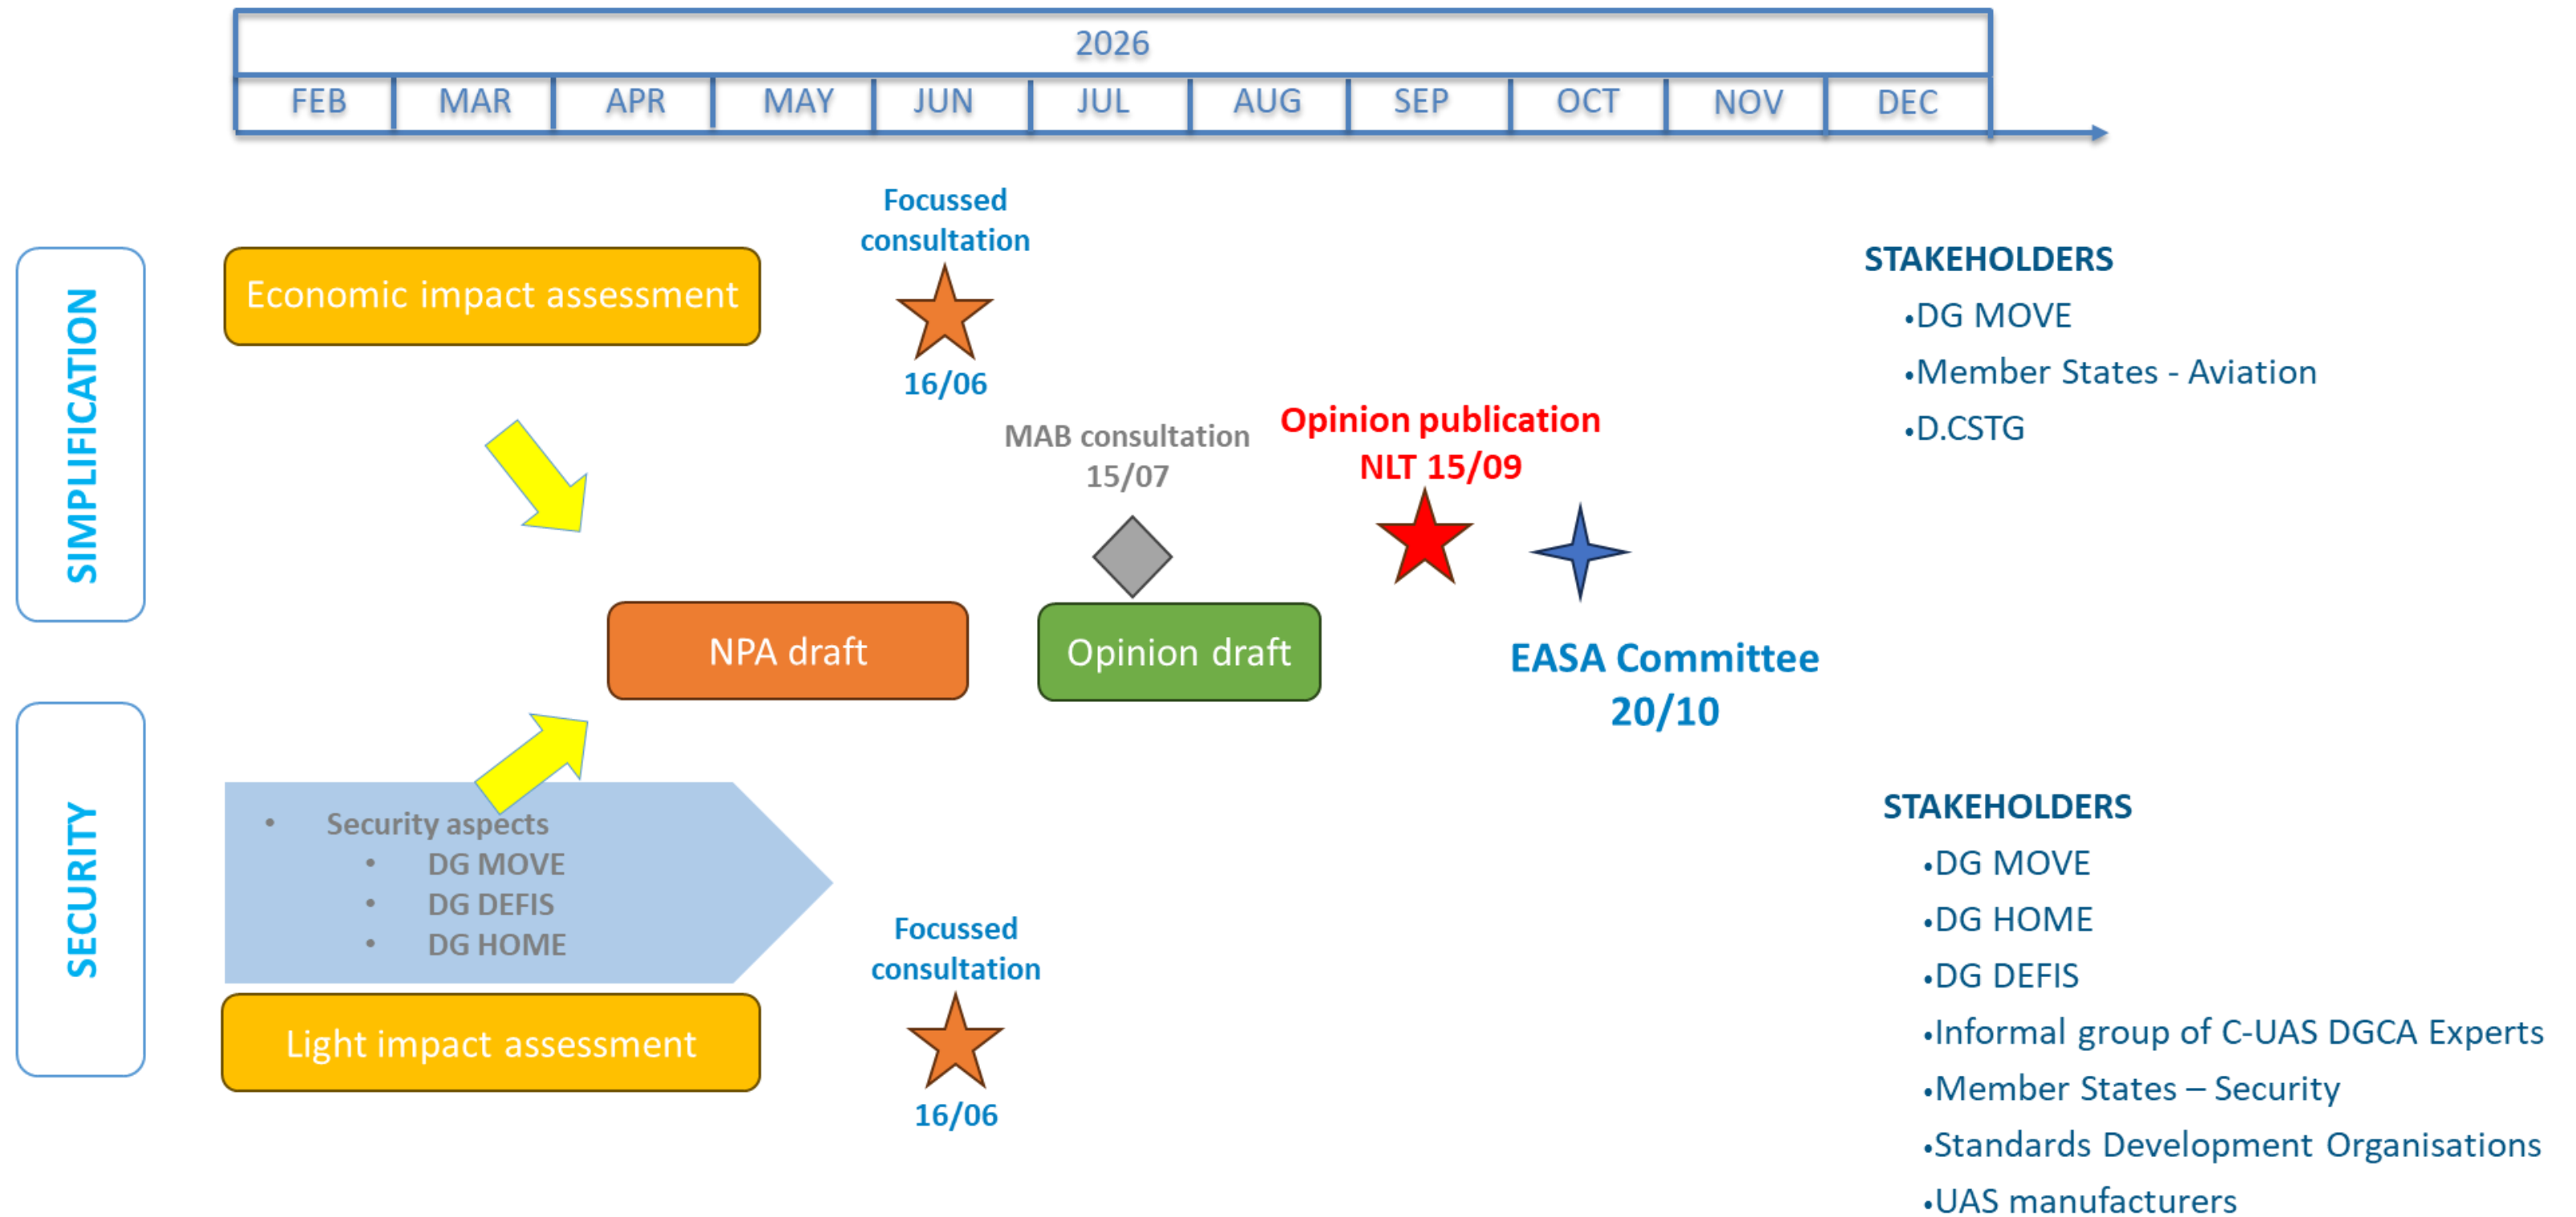 2026
FEB MAR APR MAY JUN JUL AUG SEP OCT NOV DEC
SIMPLIFICATION
Economic impact assessment
Focussed
consultation
16/06
MAB consultation
15/07
Opinion publication
NLT 15/09
NPA draft
Opinion draft
EASA Committee
20/10
STAKEHOLDERS
•DG MOVE
•Member States - Aviation
•D.CSTG
SECURITY
• Security aspects
• DG MOVE
• DG DEFIS
• DG HOME
Light impact assessment
Focussed
consultation
16/06
STAKEHOLDERS
•DG MOVE
•DG HOME
•DG DEFIS
•Informal group of C-UAS DGCA Experts
•Member States – Security
•Standards Development Organisations
•UAS manufacturers